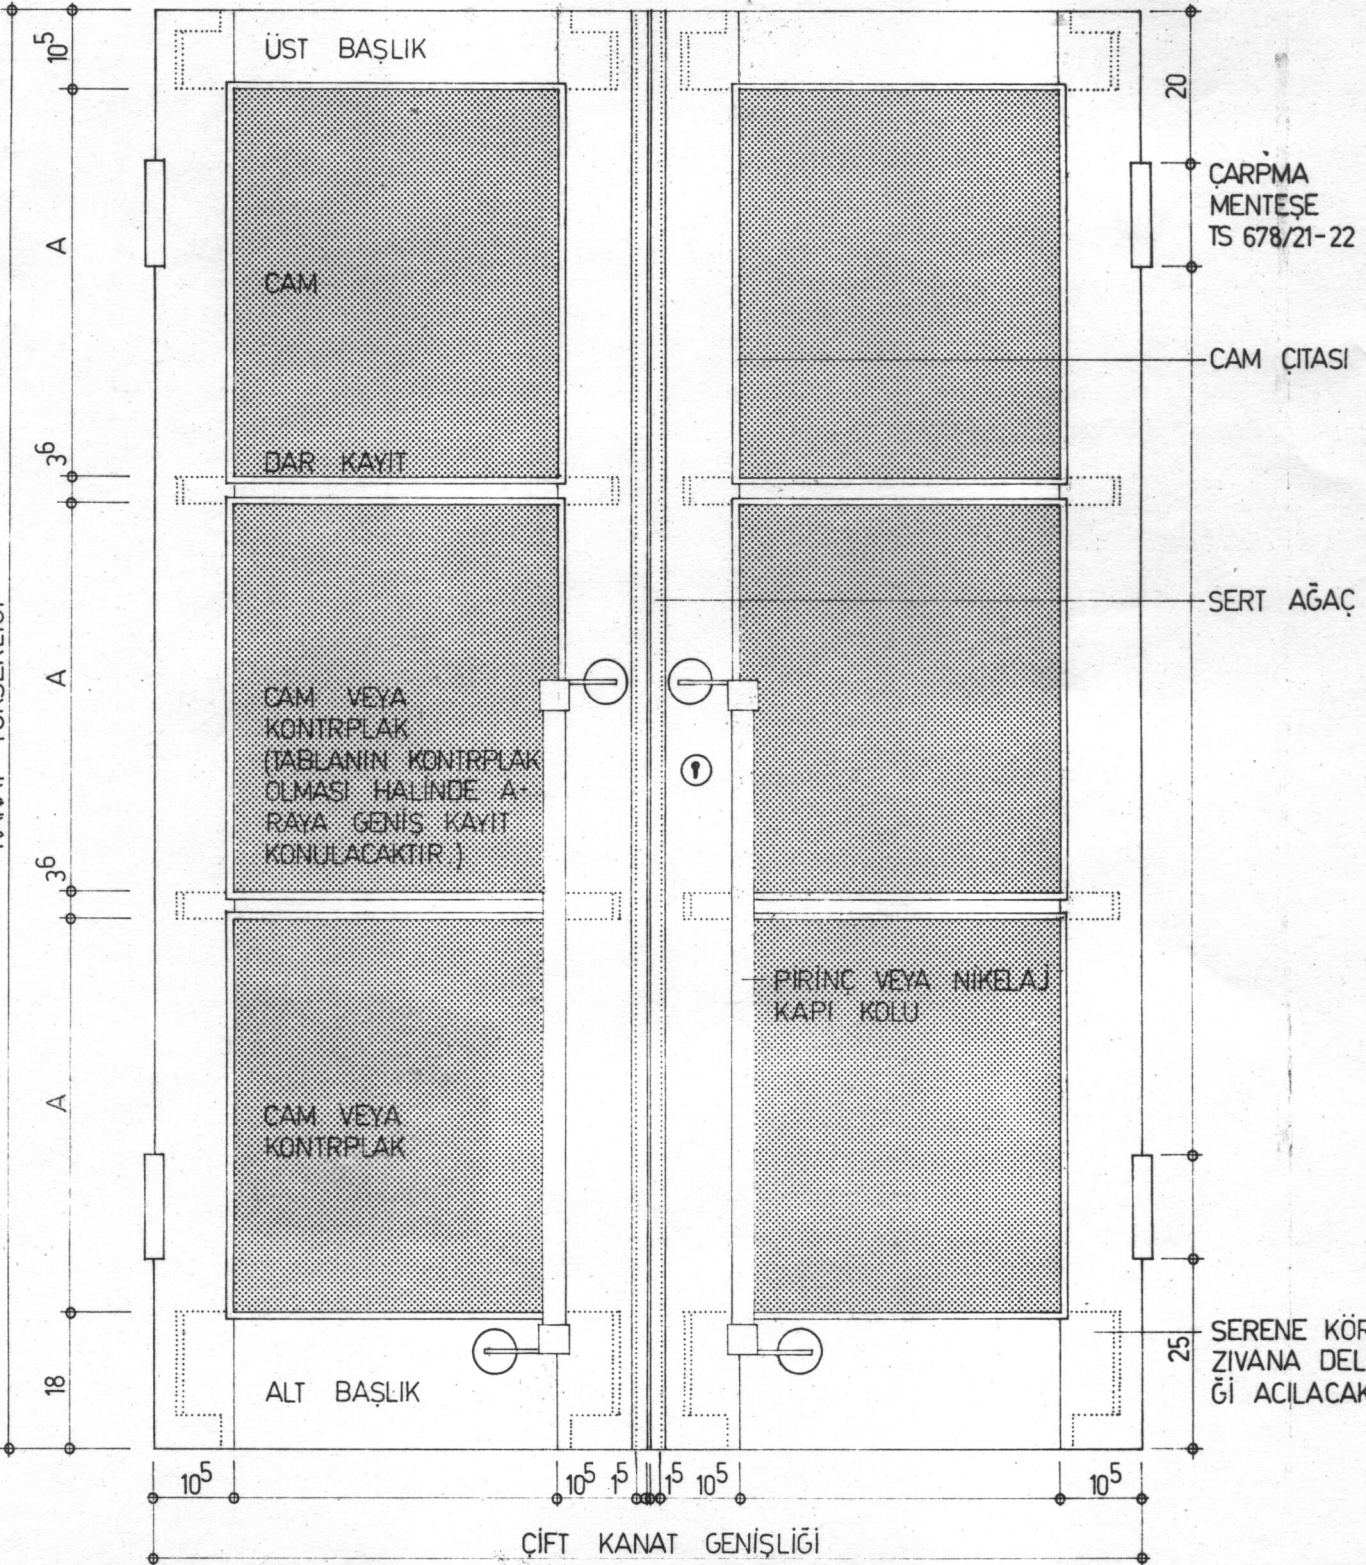 10⁵
ÜST BAŞLIK
20
ÇARPMA
MENTEŞE
TS 678/21-22
A
CAM
CAM ÇITASI
3⁶
DAR KAYIT
SERT AĞAÇ
A
CAM VEYA
KONTRPLAK
(TABLANIN KONTRPLAK
OLMASI HALİNDE A-
RAYA GENİŞ KAYIT
KONULACAKTIR.)
3⁶
PİRİNÇ VEYA NİKELAJ
KAPI KOLU
A
CAM VEYA
KONTRPLAK
18
ALT BAŞLIK
25
SERENE KÖR
ZIVANA DEL
Ğİ ACILACAK
10⁵ 10⁵ 1⁵ 1⁵ 10⁵ 10⁵
ÇİFT KANAT GENİŞLİĞİ